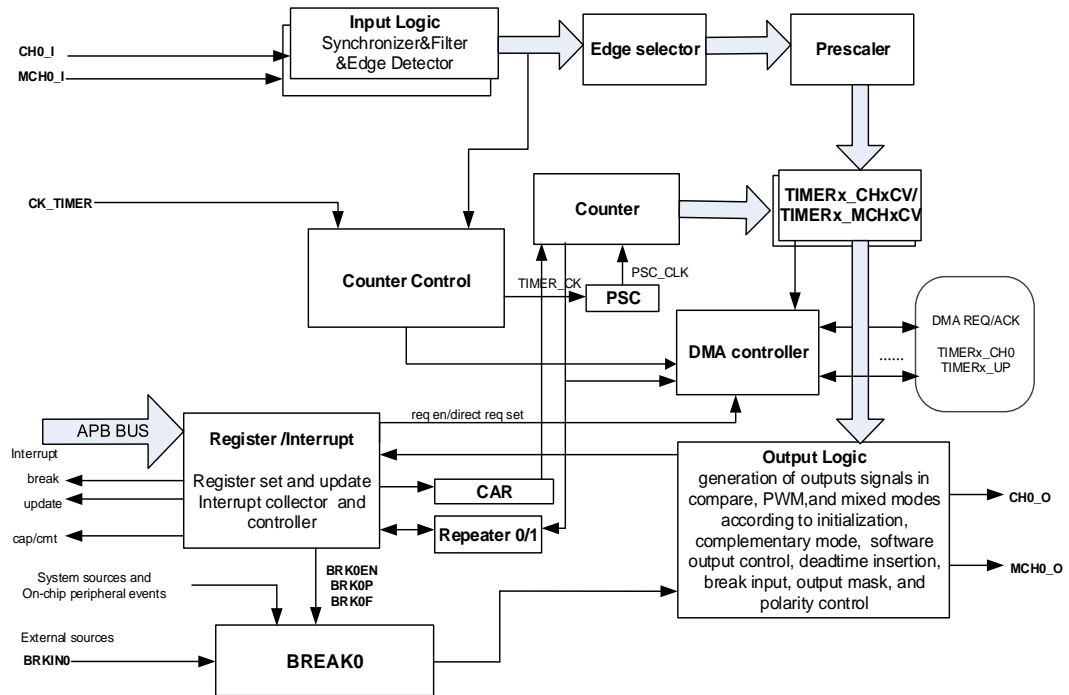 Input Logic
Synchronizer&Filter
&Edge Detector
Edge selector
Prescaler
CH0_I
MCH0_I
CK_TIMER
Counter
TIMERx_CHxCV/
TIMERx_MCHxCV
Counter Control
TIMER_CK
PSC_CLK
PSC
DMA controller
DMA REQ/ACK
......
TIMERx_CH0
TIMERx_UP
APB BUS
req en/direct req set
Register /Interrupt
Register set and update
Interrupt collector and
controller
Interrupt
break
update
cap/cmt
CAR
Repeater 0/1
Output Logic
generation of outputs signals in
compare, PWM,and mixed modes
according to initialization,
complementary mode, software
output control, deadtime insertion,
break input, output mask, and
polarity control
CH0_O
MCH0_O
BRK0EN
BRK0P
BRK0F
System sources and
On-chip peripheral events
External sources
BRKIN0
BREAK0